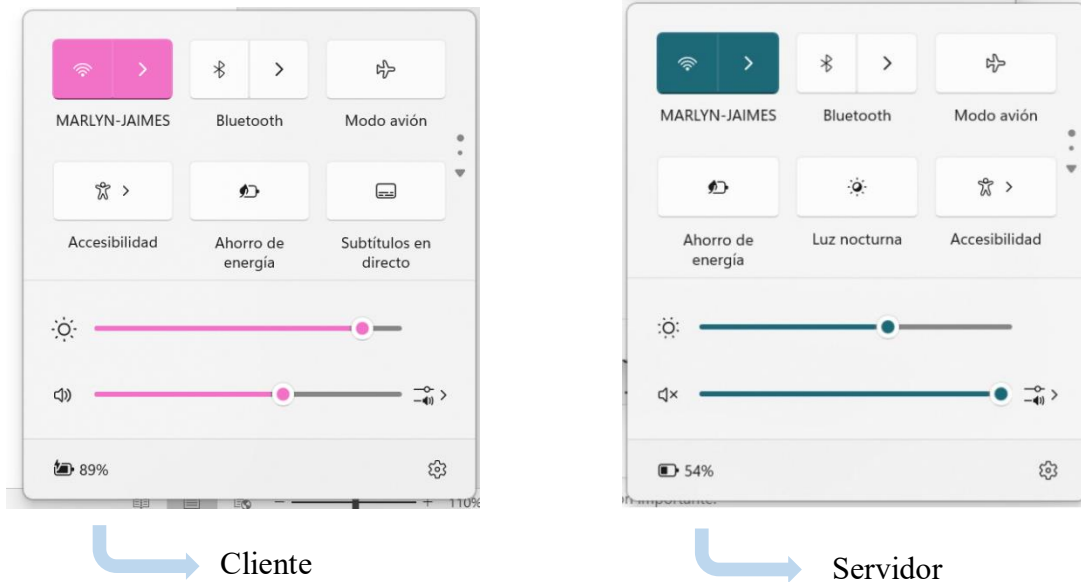 MARLYN-JAIMES Bluetooth Modo avión
Accesibilidad Ahorro de energía Subtítulos en directo
89%
110%
Cliente
MARLYN-JAIMES Bluetooth Modo avión
Ahorro de energía Luz nocturna Accesibilidad
54%
importante.
Servidor